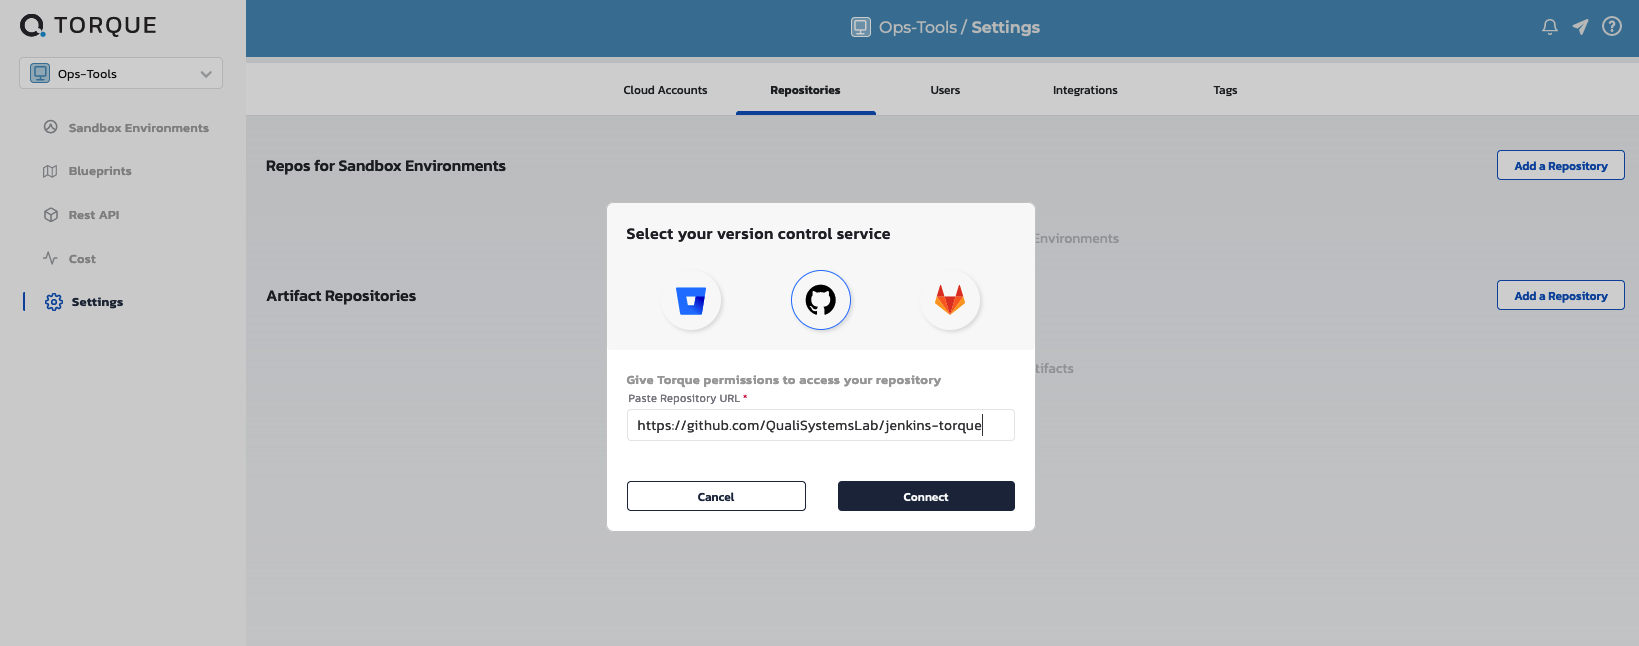 TORQUE
Ops-Tools / Settings
Ops-Tools
Cloud Accounts Repositories Users Integrations Tags
Sandbox Environments
Blueprints
Rest API
Cost
Settings
Repos for Sandbox Environments
Add a Repository
Environments
Artifact Repositories
Add a Repository
tifacts
Select your version control service
Give Torque permissions to access your repository
Paste Repository URL *
https://github.com/QualiSystemsLab/jenkins-torque
Cancel Connect